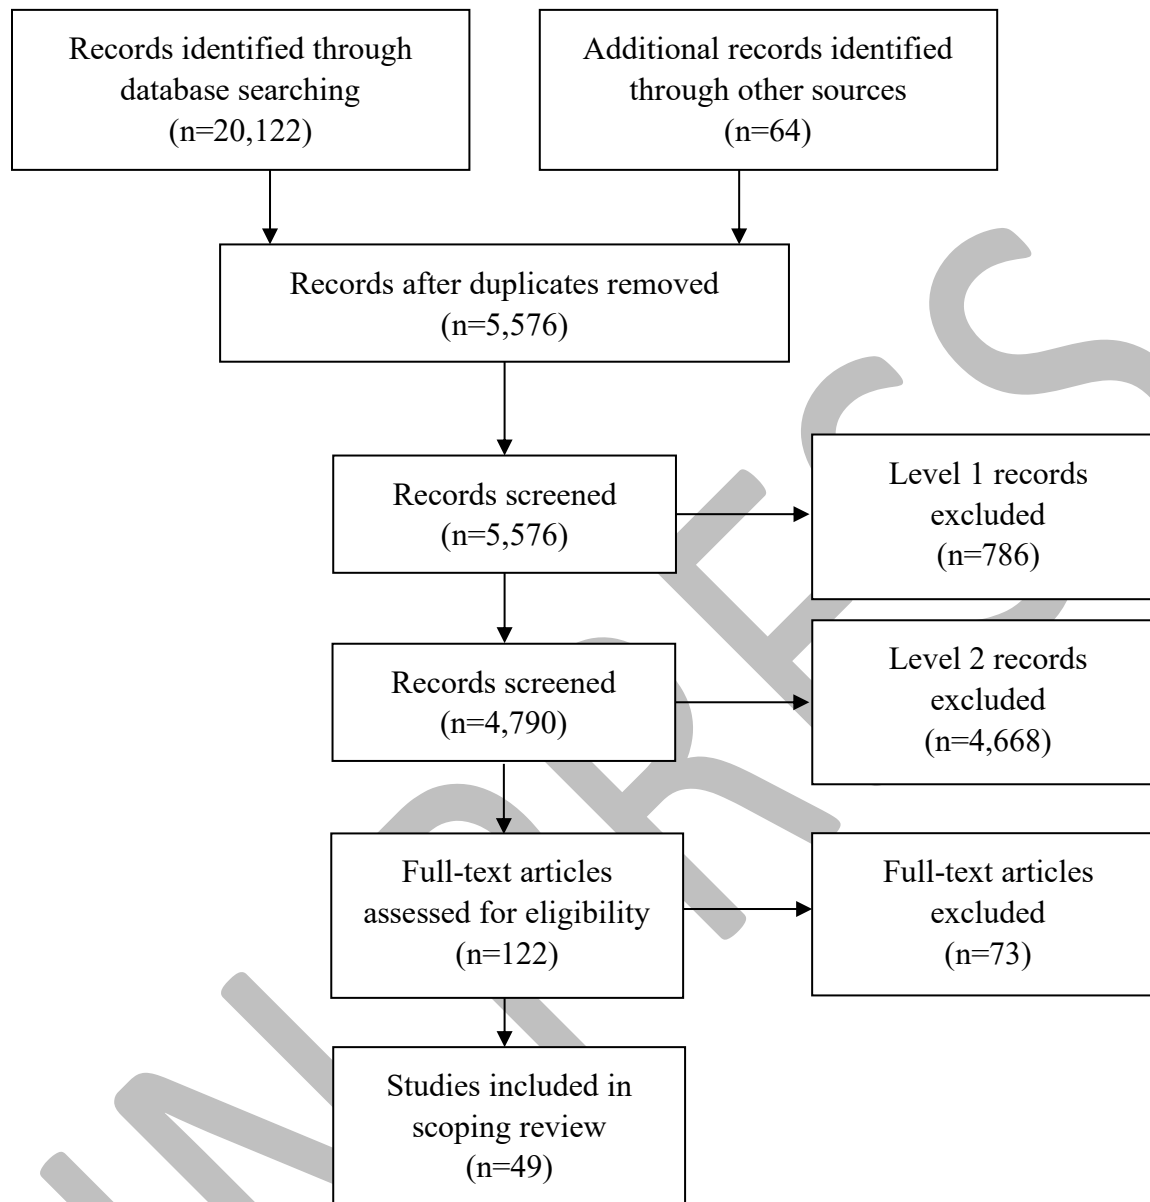 Records identified through
database searching
(n=20,122)
Additional records identified
through other sources
(n=64)
Records after duplicates removed
(n=5,576)
Records screened
(n=5,576)
Level 1 records
excluded
(n=786)
Records screened
(n=4,790)
Level 2 records
excluded
(n=4,668)
Full-text articles
assessed for eligibility
(n=122)
Full-text articles
excluded
(n=73)
Studies included in
scoping review
(n=49)
IN PRESS